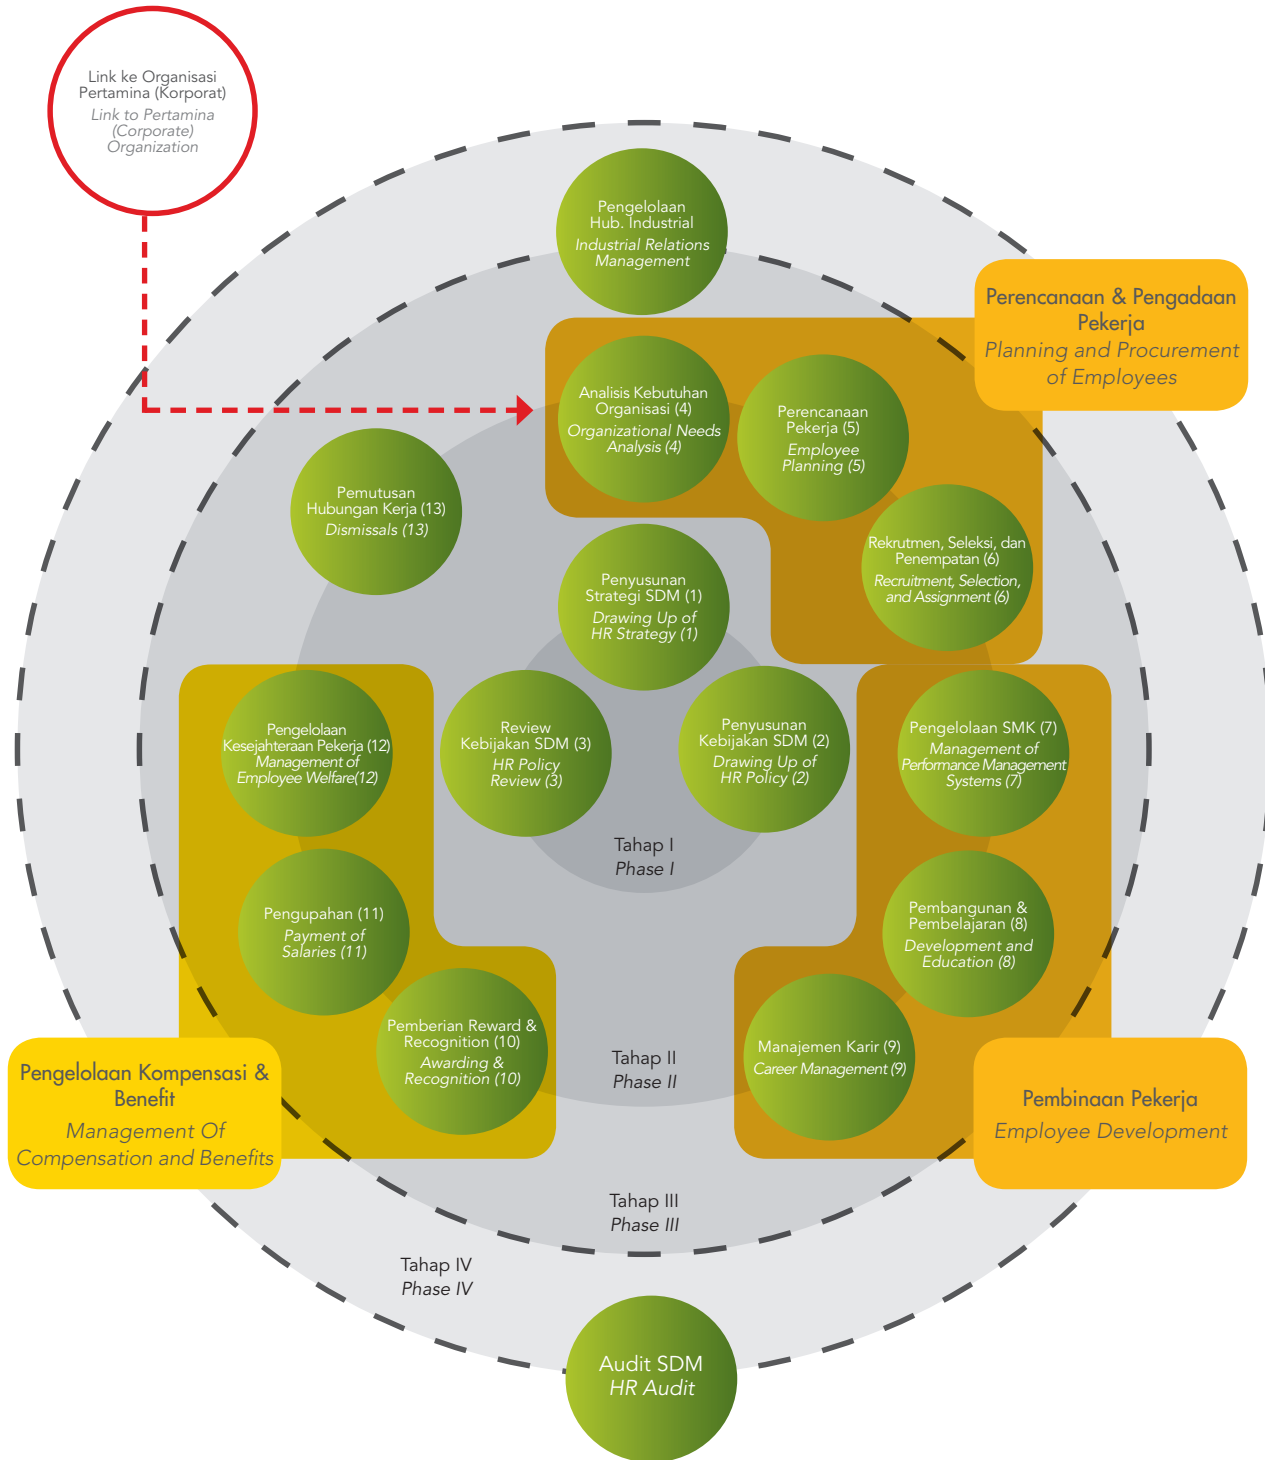 Link ke Organisasi
Pertamina (Korporat)
Link to Pertamina
(Corporate)
Organization
Pengelolaan
Hub. Industrial
Industrial Relations
Management
Perencanaan & Pengadaan
Pekerja
Planning and Procurement
of Employees
Analisis Kebutuhan
Organisasi (4)
Organizational Needs
Analysis (4)
Perencanaan
Pekerja (5)
Employee
Planning (5)
Pemutusan
Hubungan Kerja (13)
Dismissals (13)
Rekrutmen, Seleksi, dan
Penempatan (6)
Recruitment, Selection,
and Assignment (6)
Penyusunan
Strategi SDM (1)
Drawing Up of
HR Strategy (1)
Pengelolaan
Kesejahteraan Pekerja (12)
Management of
Employee Welfare(12)
Review
Kebijakan SDM (3)
HR Policy
Review (3)
Penyusunan
Kebijakan SDM (2)
Drawing Up of
HR Policy (2)
Pengelolaan SMK (7)
Management of
Performance Management
Systems (7)
Tahap I
Phase I
Pengupahan (11)
Payment of
Salaries (11)
Pembangunan &
Pembelajaran (8)
Development and
Education (8)
Pemberian Reward &
Recognition (10)
Awarding &
Recognition (10)
Tahap II
Phase II
Manajemen Karir (9)
Career Management (9)
Pengelolaan Kompensasi &
Benefit
Management Of
Compensation and Benefits
Pembinaan Pekerja
Employee Development
Tahap III
Phase III
Tahap IV
Phase IV
Audit SDM
HR Audit